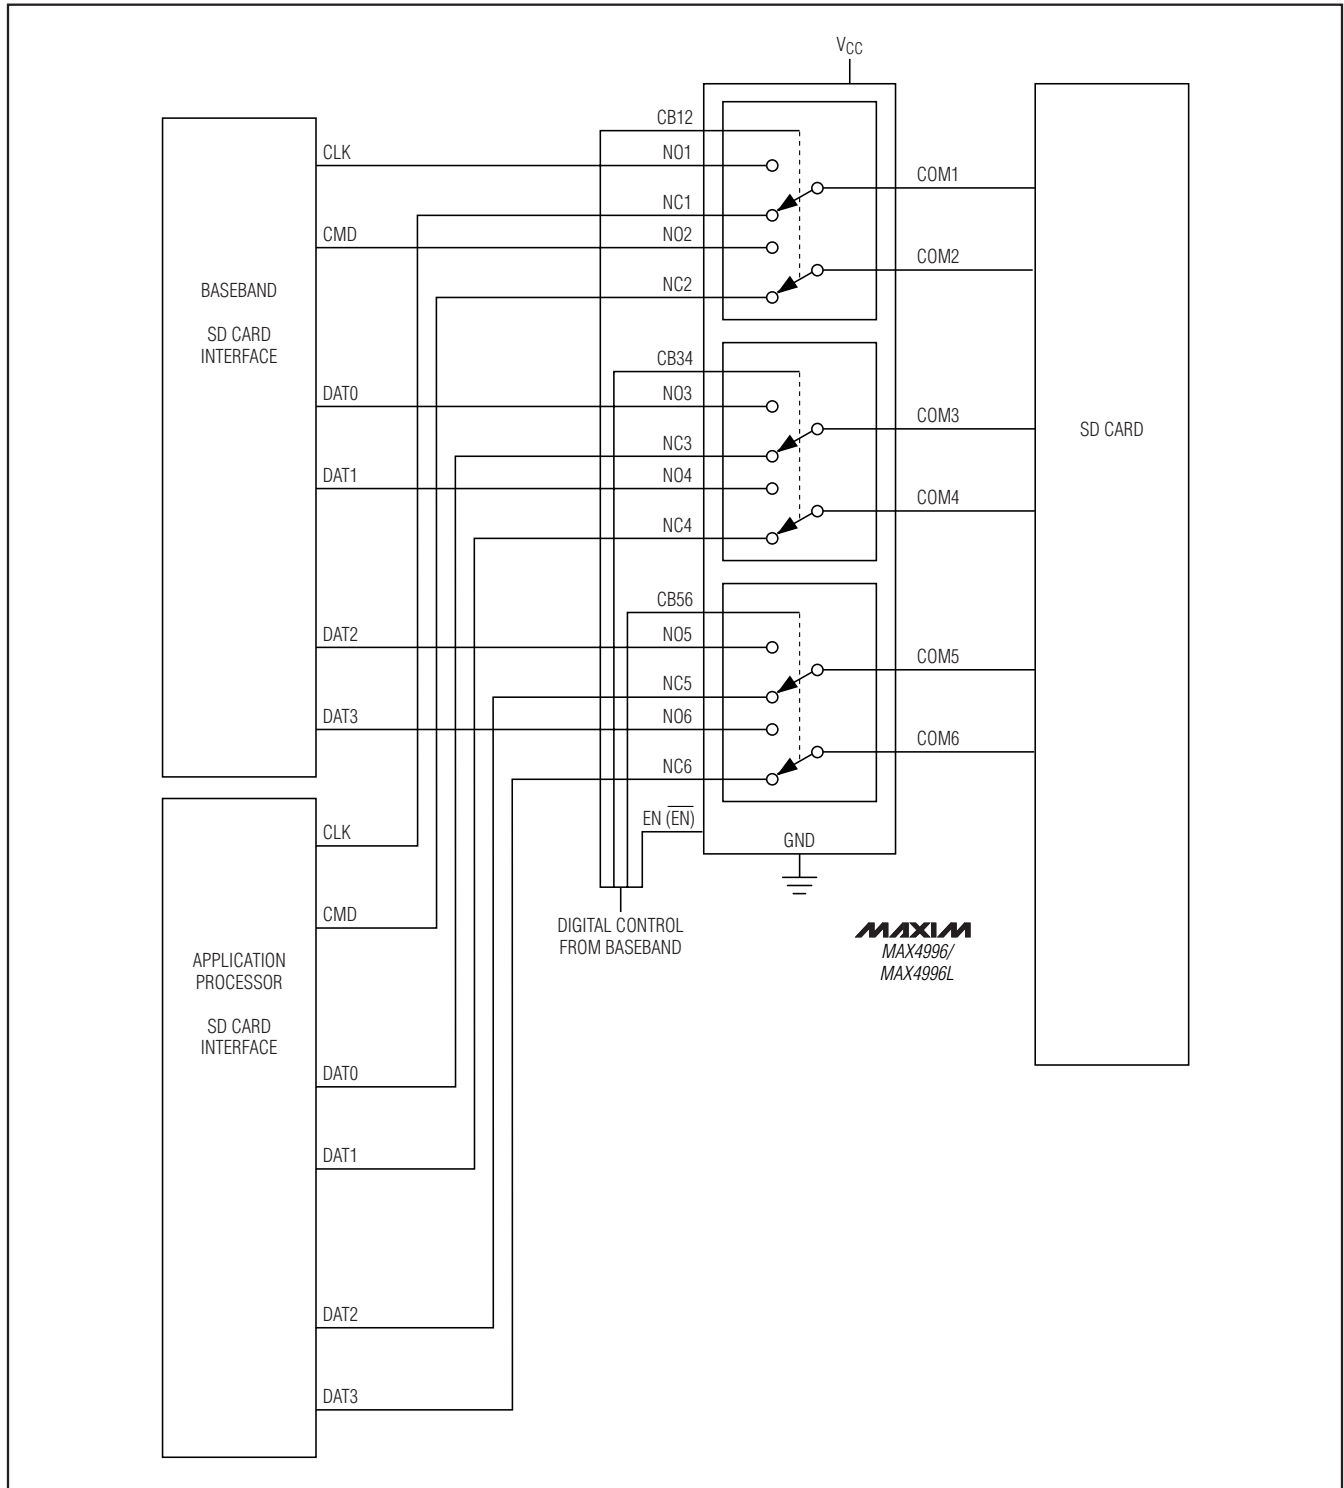 VCC
CB12
CLK
NO1
COM1
NC1
CMD
NO2
COM2
NC2
BASEBAND
SD CARD
INTERFACE
CB34
DAT0
NO3
COM3
SD CARD
NC3
DAT1
NO4
COM4
NC4
CB56
DAT2
NO5
COM5
NC5
DAT3
NO6
COM6
NC6
EN (EN)
GND
CLK
CMD
DIGITAL CONTROL
FROM BASEBAND
MAXIM
MAX4996/
MAX4996L
APPLICATION
PROCESSOR
SD CARD
INTERFACE
DAT0
DAT1
DAT2
DAT3